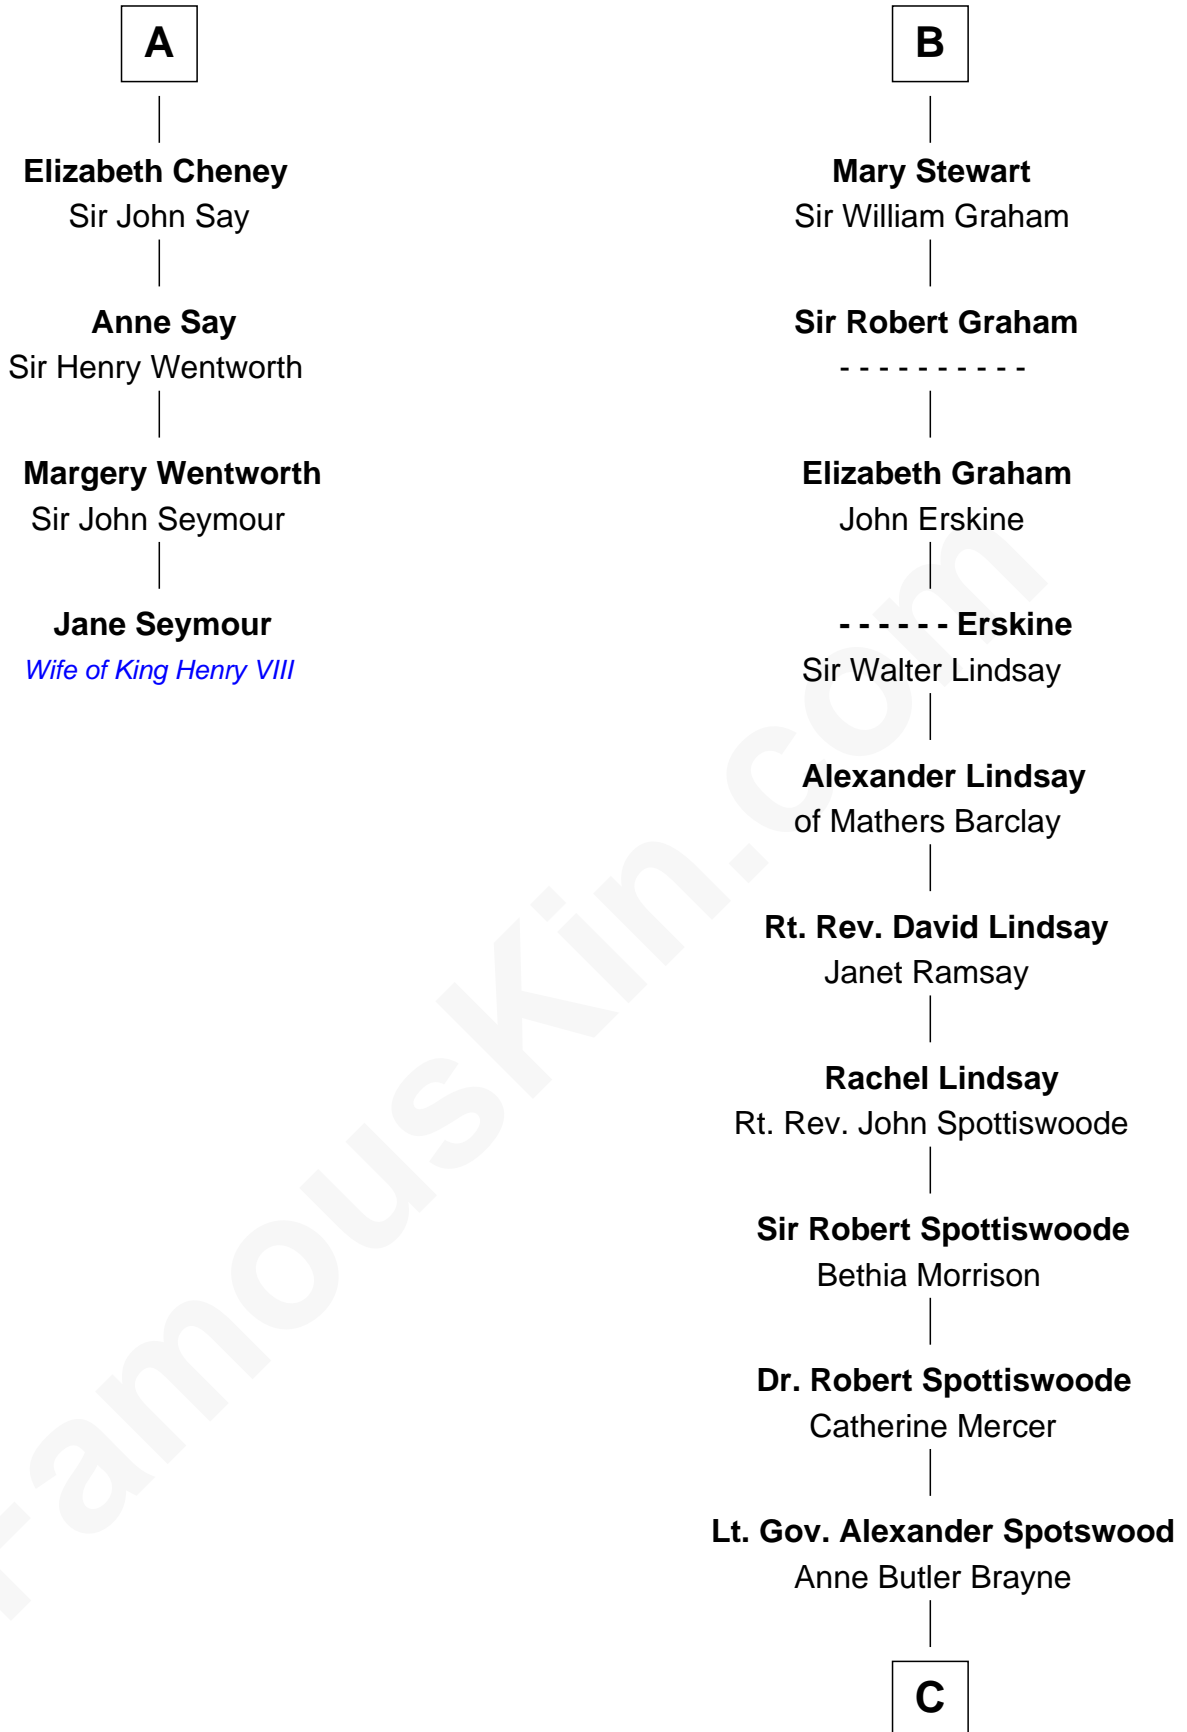 A
Elizabeth Cheney
Sir John Say
Anne Say
Sir Henry Wentworth
Margery Wentworth
Sir John Seymour
Jane Seymour
Wife of King Henry VIII
B
Mary Stewart
Sir William Graham
Sir Robert Graham
- - - - - - - - - -
Elizabeth Graham
John Erskine
- - - - - - Erskine
Sir Walter Lindsay
Alexander Lindsay
of Mathers Barclay
Rt. Rev. David Lindsay
Janet Ramsay
Rachel Lindsay
Rt. Rev. John Spottiswoode
Sir Robert Spottiswoode
Bethia Morrison
Dr. Robert Spottiswoode
Catherine Mercer
Lt. Gov. Alexander Spotswood
Anne Butler Brayne
C
FamousKin.com